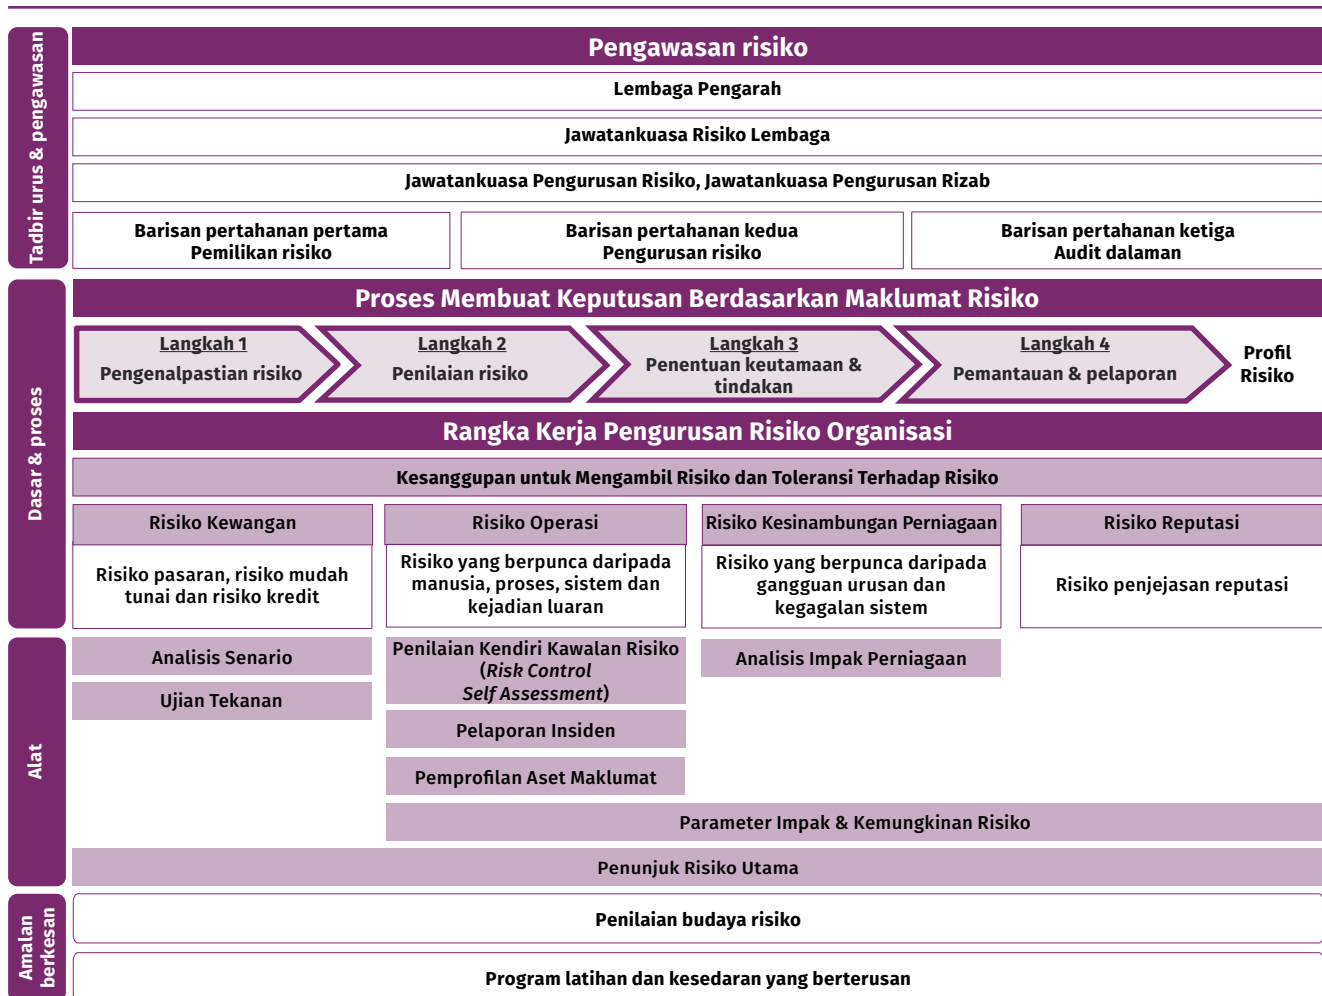 Tadbir urus & pengawasan
Pengawasan risiko
Lembaga Pengarah
Jawatankuasa Risiko Lembaga
Jawatankuasa Pengurusan Risiko, Jawatankuasa Pengurusan Rizab
Barisan pertahanan pertama
Pemilikan risiko
Barisan pertahanan kedua
Pengurusan risiko
Barisan pertahanan ketiga
Audit dalaman
Dasar & proses
Proses Membuat Keputusan Berdasarkan Maklumat Risiko
Langkah 1
Pengenalpastian risiko
Langkah 2
Penilaian risiko
Langkah 3
Penentuan keutamaan &
tindakan
Langkah 4
Pemantauan & pelaporan
Profil
Risiko
Rangka Kerja Pengurusan Risiko Organisasi
Kesanggupan untuk Mengambil Risiko dan Toleransi Terhadap Risiko
Risiko Kewangan
Risiko pasaran, risiko mudah
tunai dan risiko kredit
Risiko Operasi
Risiko yang berpunca daripada
manusia, proses, sistem dan
kejadian luaran
Risiko Kesinambungan Perniagaan
Risiko yang berpunca daripada
gangguan urusan dan
kegagalan sistem
Risiko Reputasi
Risiko penjejasan reputasi
Alat
Analisis Senario
Ujian Tekanan
Penilaian Kendiri Kawalan Risiko
(Risk Control
Self Assessment)
Pelaporan Insiden
Pemprofilan Aset Maklumat
Analisis Impak Perniagaan
Parameter Impak & Kemungkinan Risiko
Penunjuk Risiko Utama
Amalan
berkesan
Penilaian budaya risiko
Program latihan dan kesedaran yang berterusan